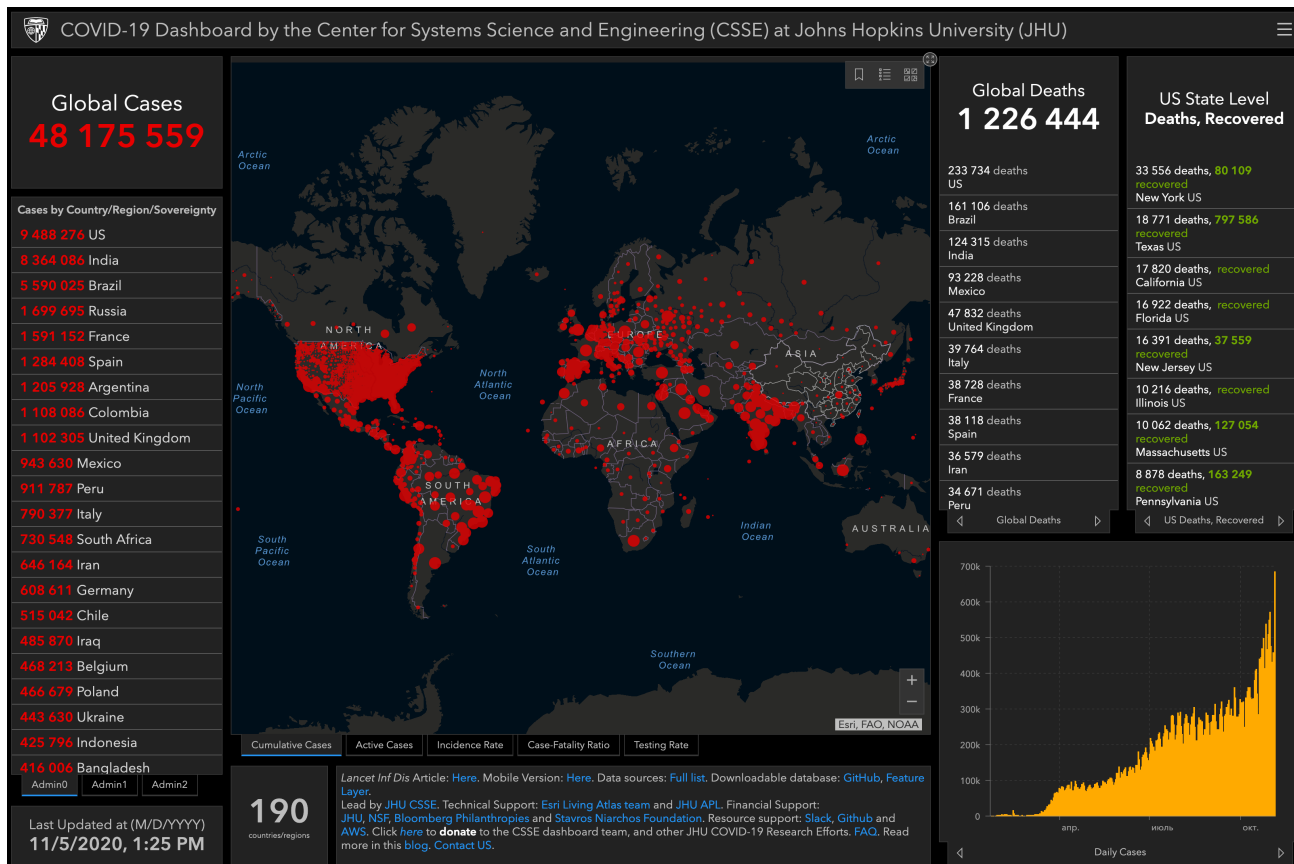 COVID-19 Dashboard by the Center for Systems Science and Engineering (CSSE) at Johns Hopkins University (JHU)
Global Cases
48 175 559
Cases by Country/Region/Sovereignty
9 488 276 US
8 364 086 India
5 590 025 Brazil
1 699 695 Russia
1 591 152 France
1 284 408 Spain
1 205 928 Argentina
1 108 086 Colombia
1 102 305 United Kingdom
943 630 Mexico
911 787 Peru
790 377 Italy
730 548 South Africa
646 164 Iran
608 611 Germany
515 042 Chile
485 870 Iraq
468 213 Belgium
466 679 Poland
443 630 Ukraine
425 796 Indonesia
416 006 Bangladesh
Admin0 Admin1 Admin2
Last Updated at (M/D/YYYY)
11/5/2020, 1:25 PM
Arctic
Ocean
Arctic
Ocean
NORTH
AMERICA
EUROPE
ASIA
North
Pacific
Ocean
North
Atlantic
Ocean
AFRICA
SOUTH
AMERICA
Indian
Ocean
AUSTRALIA
South
Pacific
Ocean
South
Atlantic
Ocean
Southern
Ocean
+
−
Esri, FAO, NOAA
Cumulative Cases Active Cases Incidence Rate Case-Fatality Ratio Testing Rate
190
countries/regions
Lancet Inf Dis Article: Here. Mobile Version: Here. Data sources: Full list. Downloadable database: GitHub, Feature
Layer.
Lead by JHU CSSE. Technical Support: Esri Living Atlas team and JHU APL. Financial Support:
JHU, NSF, Bloomberg Philanthropies and Stavros Niarchos Foundation. Resource support: Slack, Github and
AWS. Click here to donate to the CSSE dashboard team, and other JHU COVID-19 Research Efforts. FAQ. Read
more in this blog. Contact US.
Global Deaths
1 226 444
233 734 deaths
US
161 106 deaths
Brazil
124 315 deaths
India
93 228 deaths
Mexico
47 832 deaths
United Kingdom
39 764 deaths
Italy
38 728 deaths
France
38 118 deaths
Spain
36 579 deaths
Iran
34 671 deaths
Peru
Global Deaths
US State Level
Deaths, Recovered
33 556 deaths, 80 109
recovered
New York US
18 771 deaths, 797 586
recovered
Texas US
17 820 deaths, recovered
California US
16 922 deaths, recovered
Florida US
16 391 deaths, 37 559
recovered
New Jersey US
10 216 deaths, recovered
Illinois US
10 062 deaths, 127 054
recovered
Massachusetts US
8 878 deaths, 163 249
recovered
Pennsylvania US
US Deaths, Recovered
700k
600k
500k
400k
300k
200k
100k
0
апр. июль окт.
Daily Cases